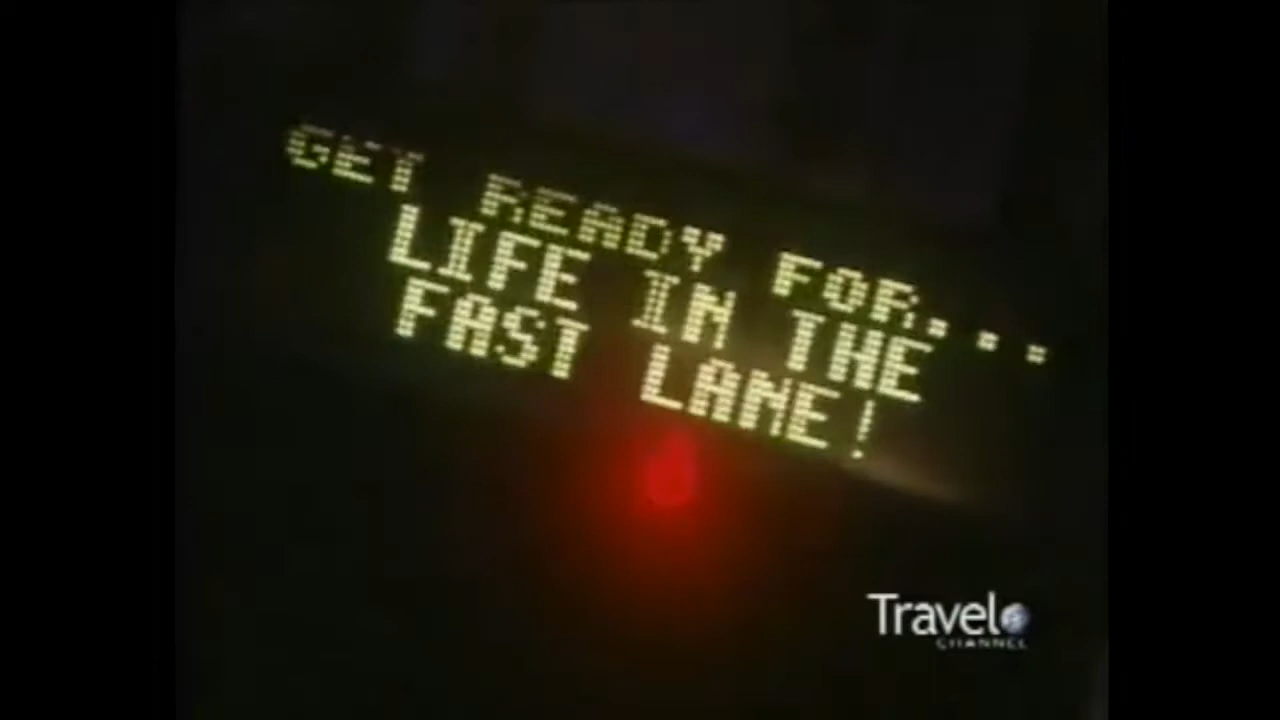 GET READY FOR...
LIFE IN THE
FAST LANE!
Travel
CHANNEL